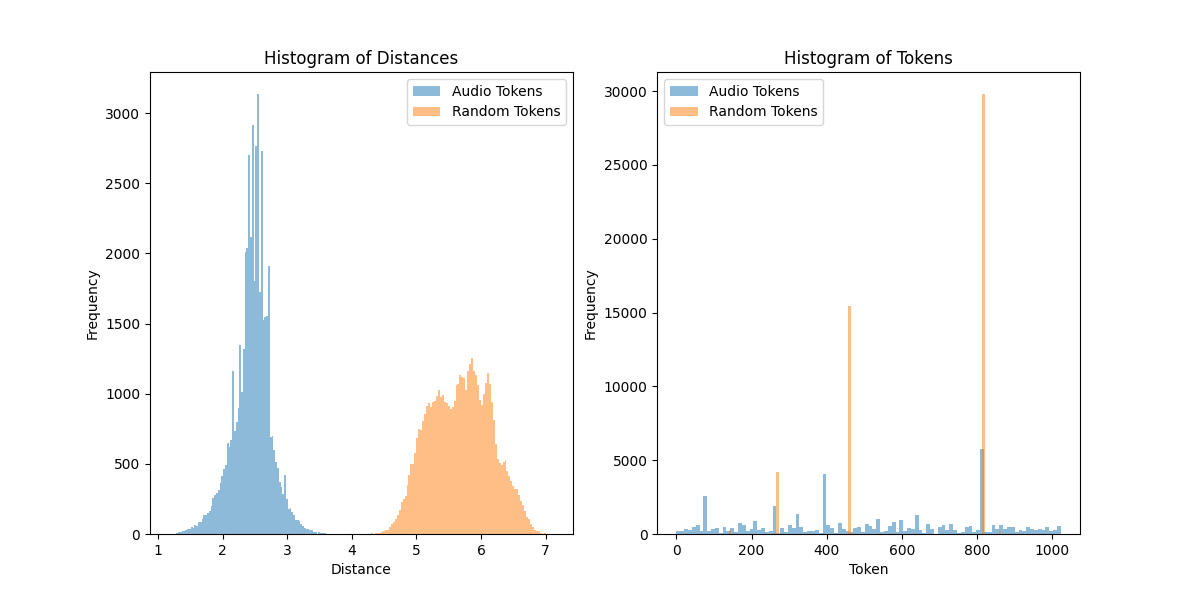 Histogram of Distances
Audio Tokens
Random Tokens
3000
2500
2000
1500
1000
500
0
Frequency
1 2 3 4 5 6 7
Distance
Histogram of Tokens
Audio Tokens
Random Tokens
30000
25000
20000
15000
10000
5000
0
Frequency
0 200 400 600 800 1000
Token